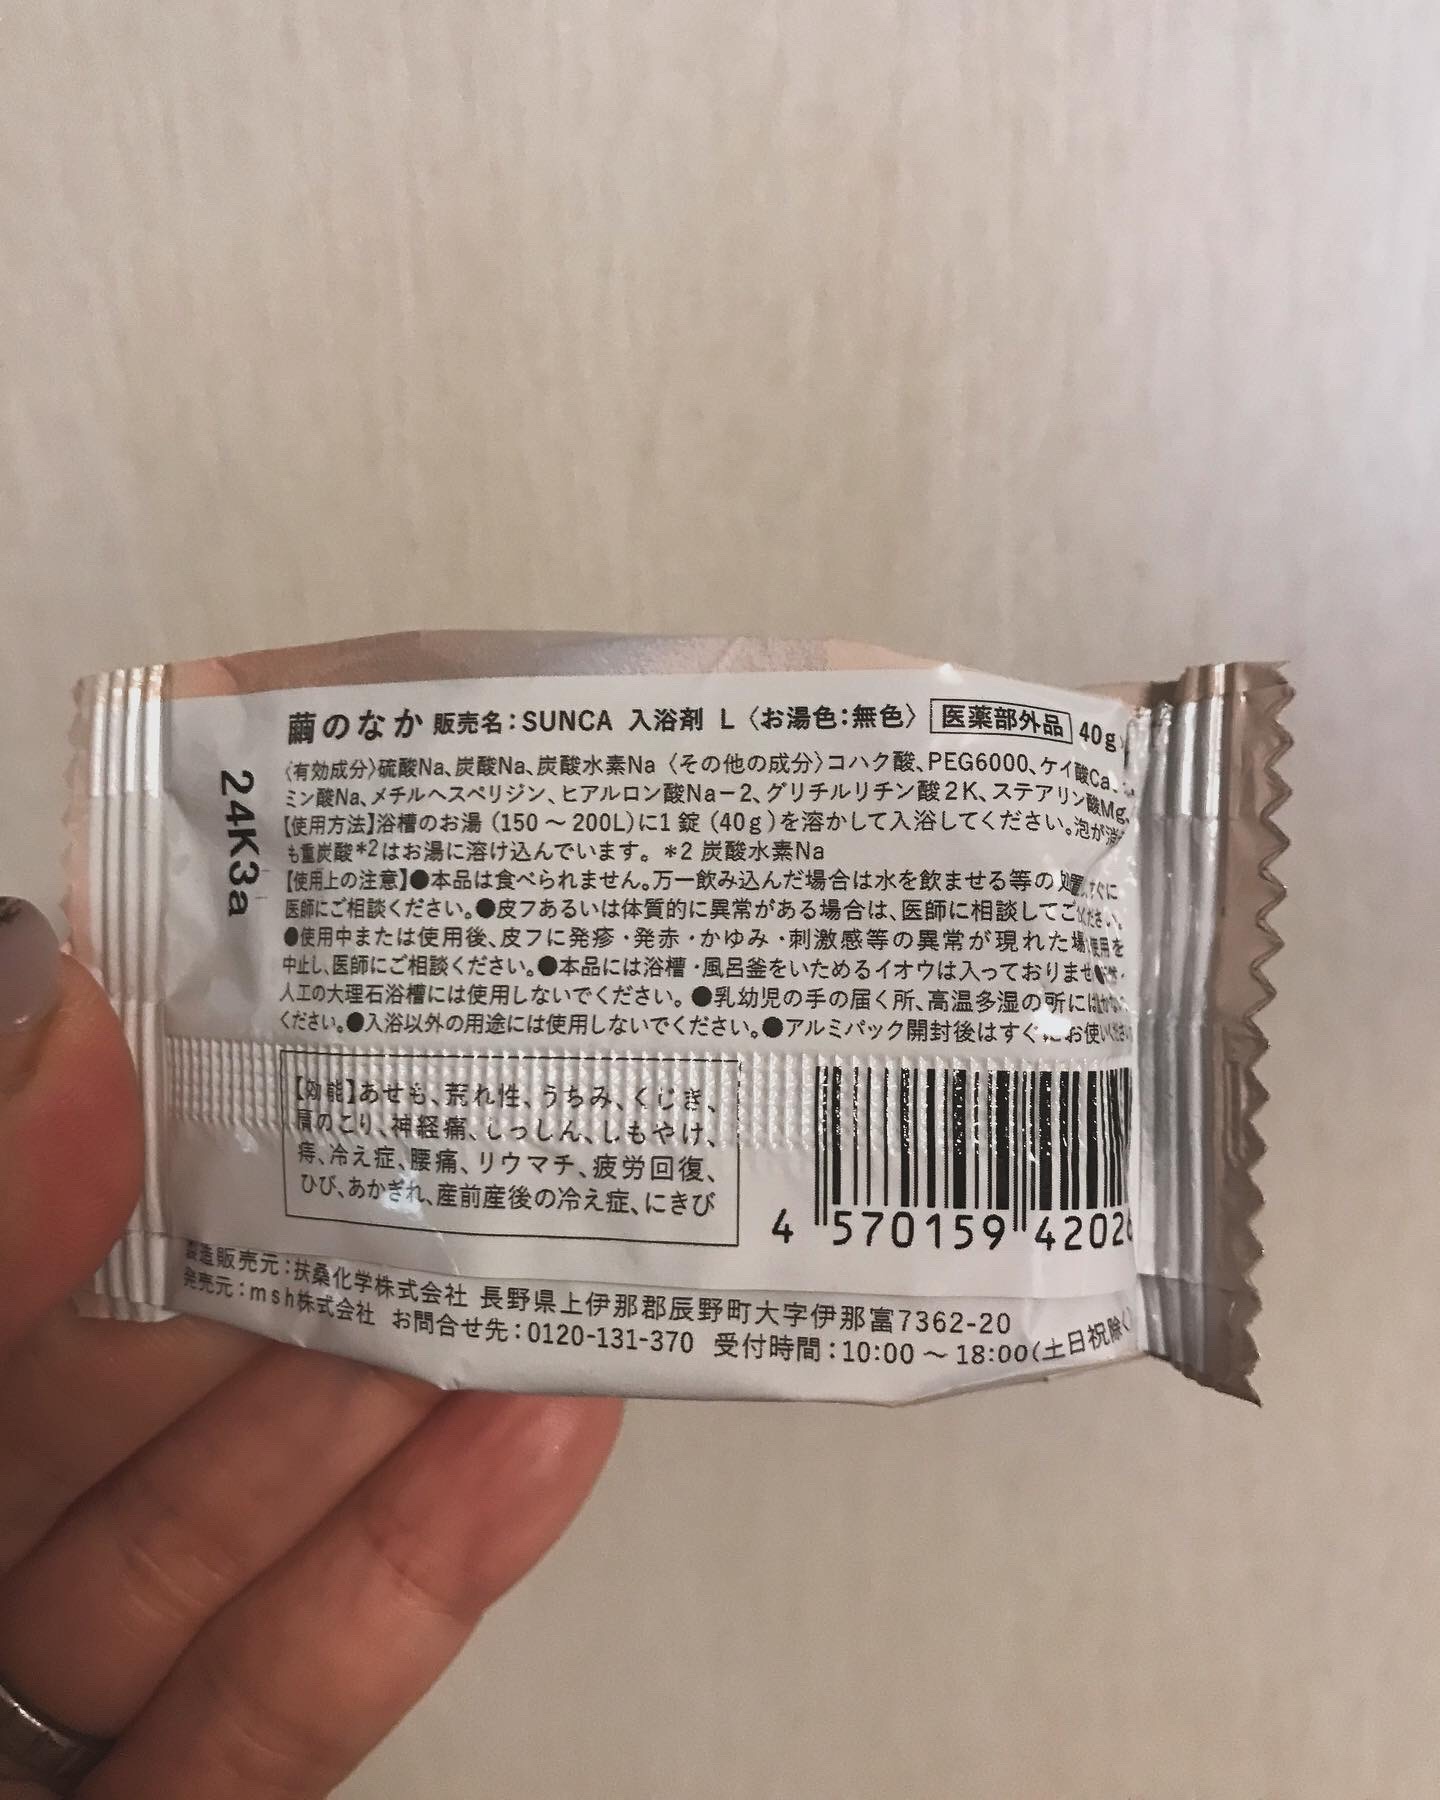 繭のなか 販売名：SUNCA 入浴剤 L〈お湯色：無色〉 医薬部外品 40g
〈有効成分〉硫酸Na、炭酸Na、炭酸水素Na〈その他の成分〉コハク酸、PEG6000、ケイ酸Ca、
ミン酸Na、メチルヘスペリジン、ヒアルロン酸Na－2、グリチルリチン酸2K、ステアリン酸Mg、
【使用方法】浴槽のお湯（150～200L）に1錠（40g）を溶かして入浴してください。泡が消
も重炭酸*2はお湯に溶け込んでいます。 *2 炭酸水素Na
【使用上の注意】●本品は食べられません。万一飲み込んだ場合は水を飲ませる等の処置、すぐに
医師にご相談ください。●皮フあるいは体質的に異常がある場合は、医師に相談してご
●使用中または使用後、皮フに発疹・発赤・かゆみ・刺激感等の異常が現れた場 使用を
中止し、医師にご相談ください。●本品には浴槽・風呂釜をいためるイオウは入っておりませ
人工の大理石浴槽には使用しないでください。●乳幼児の手の届く所、高温多湿の所には
ください。●入浴以外の用途には使用しないでください。●アルミパック開封後はすぐにお使い
24K3a
【効能】あせも、荒れ性、うちみ、くじき、
肩のこり、神経痛、しっしん、しもやけ、
痔、冷え症、腰痛、リウマチ、疲労回復、
ひび、あかぎれ、産前産後の冷え症、にきび
4 570159 42026
製造販売元：扶桑化学株式会社 長野県上伊那郡辰野町大字伊那富7362-20
発売元：msh株式会社 お問合せ先：0120-131-370 受付時間：10:00～18:00（土日祝除く）